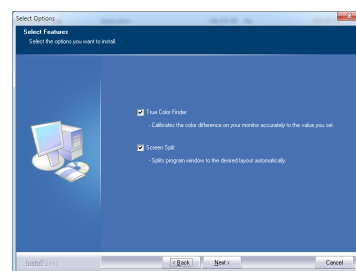 Select Options
Select Features
Select the options you want to install.
True Color Finder
- Calibrates the color difference on your monitor accurately to the value you set.
Screen Split
- Splits program window to the desired layout automatically.
< Back
Next >
Cancel